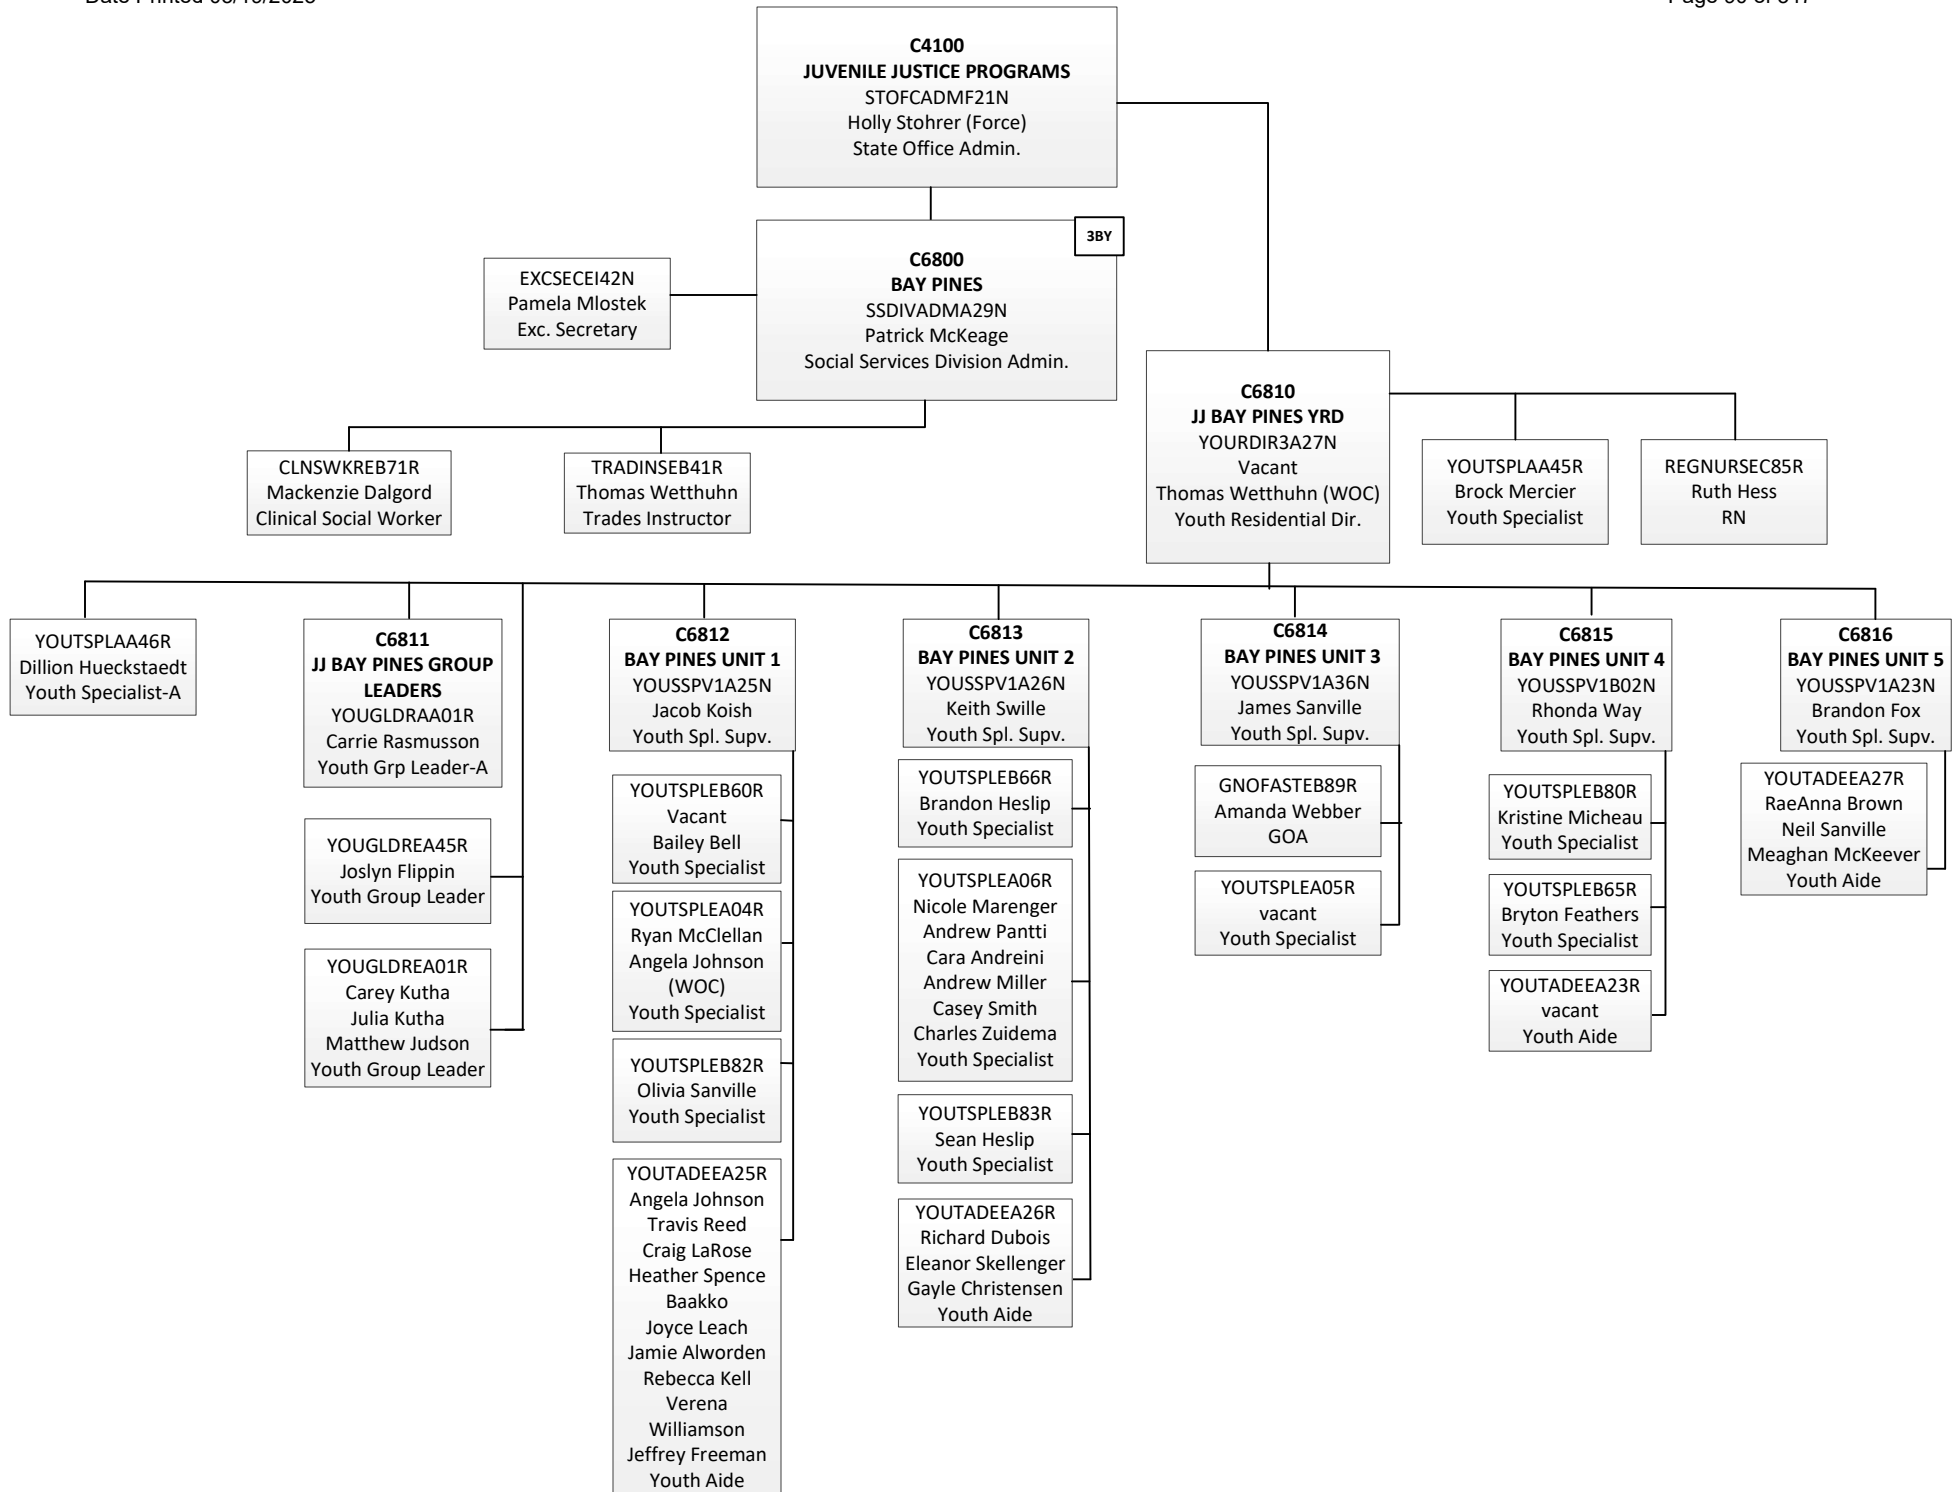 C4100
JUVENILE JUSTICE PROGRAMS
STOFCADMF21N
Holly Stohrer (Force)
State Office Admin.
3BY
C6800
BAY PINES
SSDIVADMA29N
Patrick McKeage
Social Services Division Admin.
EXCSECEI42N
Pamela Mlostek
Exc. Secretary
C6810
JJ BAY PINES YRD
YOURDIR3A27N
Vacant
Thomas Wetthuhn (WOC)
Youth Residential Dir.
CLNSWKREB71R
Mackenzie Dalgord
Clinical Social Worker
TRADINSEB41R
Thomas Wetthuhn
Trades Instructor
YOUTSPLAA45R
Brock Mercier
Youth Specialist
REGNURSEC85R
Ruth Hess
RN
YOUTSPLAA46R
Dillion Hueckstaedt
Youth Specialist-A
C6811
JJ BAY PINES GROUP
LEADERS
YOUGLDRAA01R
Carrie Rasmusson
Youth Grp Leader-A
YOUGLDREA45R
Joslyn Flippin
Youth Group Leader
YOUGLDREA01R
Carey Kutha
Julia Kutha
Matthew Judson
Youth Group Leader
C6812
BAY PINES UNIT 1
YOUSSPV1A25N
Jacob Koish
Youth Spl. Supv.
YOUTSPLEB60R
Vacant
Bailey Bell
Youth Specialist
YOUTSPLEA04R
Ryan McClellan
Angela Johnson
(WOC)
Youth Specialist
YOUTSPLEB82R
Olivia Sanville
Youth Specialist
YOUTADEEA25R
Angela Johnson
Travis Reed
Craig LaRose
Heather Spence
Baakko
Joyce Leach
Jamie Alworden
Rebecca Kell
Verena
Williamson
Jeffrey Freeman
Youth Aide
C6813
BAY PINES UNIT 2
YOUSSPV1A26N
Keith Swille
Youth Spl. Supv.
YOUTSPLEB66R
Brandon Heslip
Youth Specialist
YOUTSPLEA06R
Nicole Marenger
Andrew Pantti
Cara Andreini
Andrew Miller
Casey Smith
Charles Zuidema
Youth Specialist
YOUTSPLEB83R
Sean Heslip
Youth Specialist
YOUTADEEA26R
Richard Dubois
Eleanor Skellenger
Gayle Christensen
Youth Aide
C6814
BAY PINES UNIT 3
YOUSSPV1A36N
James Sanville
Youth Spl. Supv.
GNOFASTEB89R
Amanda Webber
GOA
YOUTSPLEA05R
vacant
Youth Specialist
C6815
BAY PINES UNIT 4
YOUSSPV1B02N
Rhonda Way
Youth Spl. Supv.
YOUTSPLEB80R
Kristine Micheau
Youth Specialist
YOUTSPLEB65R
Bryton Feathers
Youth Specialist
YOUTADEEA23R
vacant
Youth Aide
C6816
BAY PINES UNIT 5
YOUSSPV1A23N
Brandon Fox
Youth Spl. Supv.
YOUTADEEA27R
RaeAnna Brown
Neil Sanville
Meaghan McKeever
Youth Aide